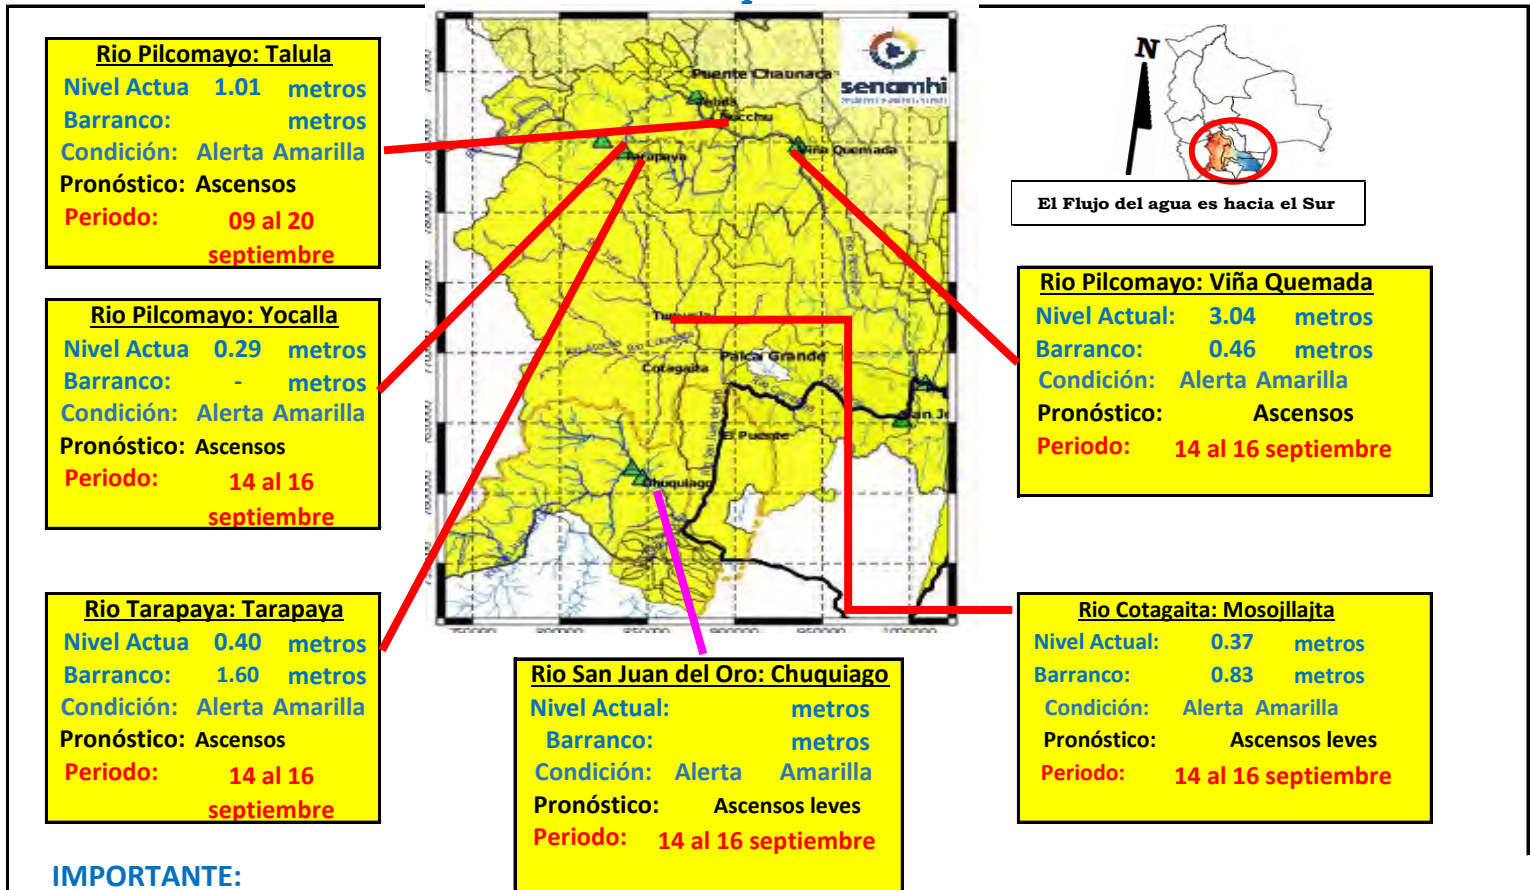 Rio Pilcomayo: Talula
Nivel Actua 1.01 metros
Barranco: metros
Condición: Alerta Amarilla
Pronóstico: Ascensos
Periodo: 09 al 20
septiembre
Rio Pilcomayo: Yocalla
Nivel Actua 0.29 metros
Barranco: - metros
Condición: Alerta Amarilla
Pronóstico: Ascensos
Periodo: 14 al 16
septiembre
Rio Tarapaya: Tarapaya
Nivel Actua 0.40 metros
Barranco: 1.60 metros
Condición: Alerta Amarilla
Pronóstico: Ascensos
Periodo: 14 al 16
septiembre
senamhi
Puente Chaunaca
Viña Quemada
Tarapaya
Palca Grande
Cotagaita
El Puente
Chuquiago
750000 800000 850000 900000 950000 1000000
N
El Flujo del agua es hacia el Sur
Rio Pilcomayo: Viña Quemada
Nivel Actual: 3.04 metros
Barranco: 0.46 metros
Condición: Alerta Amarilla
Pronóstico: Ascensos
Periodo: 14 al 16 septiembre
Rio San Juan del Oro: Chuquiago
Nivel Actual: metros
Barranco: metros
Condición: Alerta Amarilla
Pronóstico: Ascensos leves
Periodo: 14 al 16 septiembre
Rio Cotagaita: Mosojllajta
Nivel Actual: 0.37 metros
Barranco: 0.83 metros
Condición: Alerta Amarilla
Pronóstico: Ascensos leves
Periodo: 14 al 16 septiembre
IMPORTANTE: